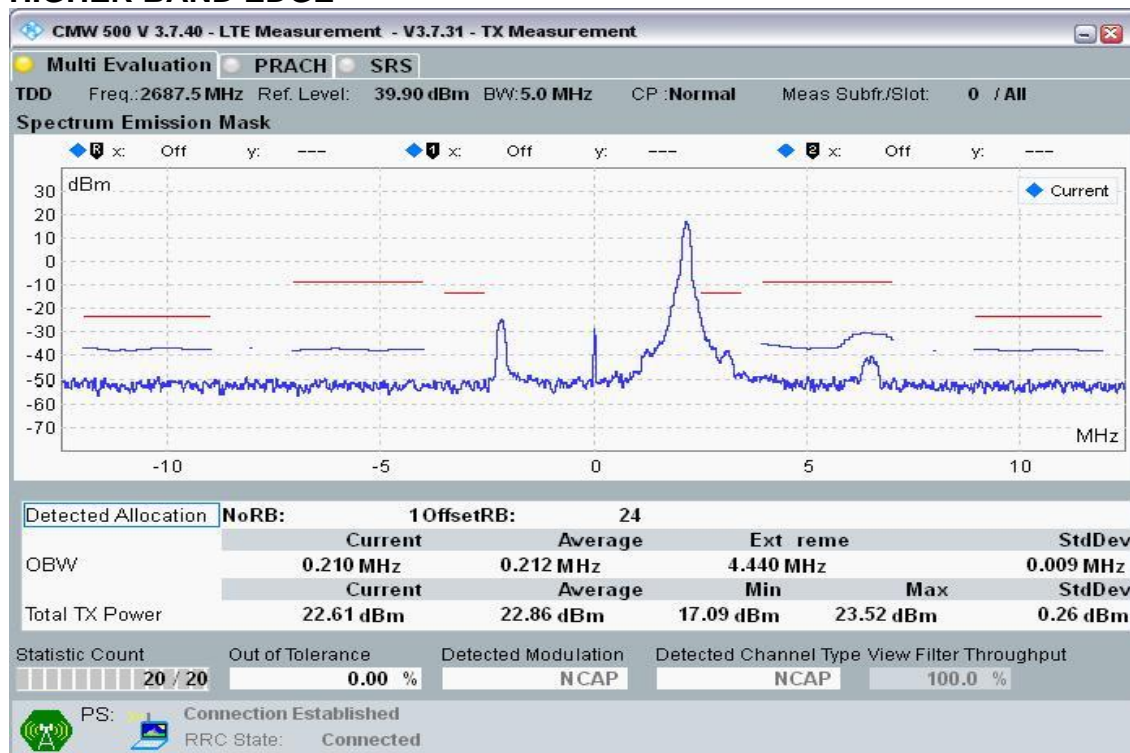 HIGHER BAND EDGE
CMW 500 V 3.7.40 - LTE Measurement - V3.7.31 - TX Measurement
Multi Evaluation PRACH SRS
TDD Freq.:2687.5 MHz Ref. Level: 39.90 dBm BW:5.0 MHz CP :Normal Meas Subfr./Slot: 0 / All
Spectrum Emission Mask
R x: Off y: --- 1 x: Off y: --- 2 x: Off y: ---
dBm
Current
30
20
10
0
-10
-20
-30
-40
-50
-60
-70
MHz
-10 -5 0 5 10
Detected Allocation NoRB: 1 OffsetRB: 24
Current Average Ext reme StdDev
OBW 0.210 MHz 0.212 MHz 4.440 MHz 0.009 MHz
Current Average Min Max StdDev
Total TX Power 22.61 dBm 22.86 dBm 17.09 dBm 23.52 dBm 0.26 dBm
Statistic Count Out of Tolerance Detected Modulation Detected Channel Type View Filter Throughput
20 / 20 0.00 % NCAP NCAP 100.0 %
PS: Connection Established
RRC State: Connected